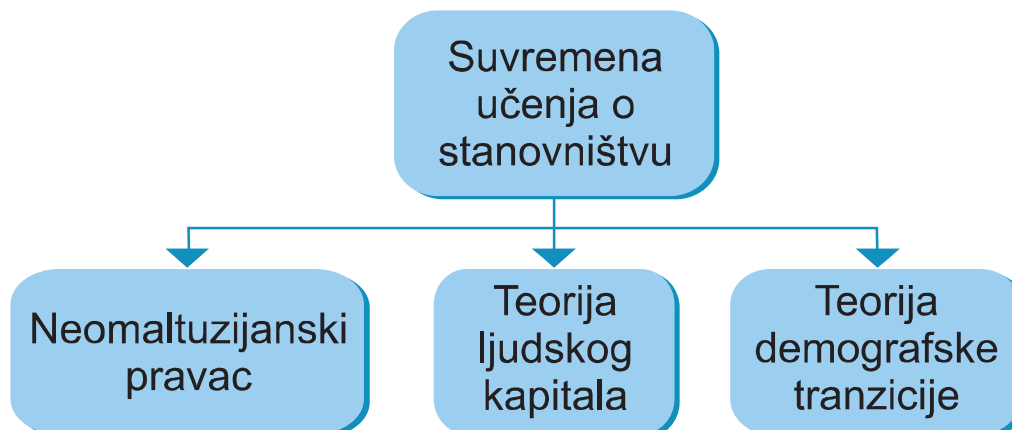 Suvremena
učenja o
stanovništvu
Neomaltuzijanski
pravac
Teorija
ljudskog
kapitala
Teorija
demografske
tranzicije